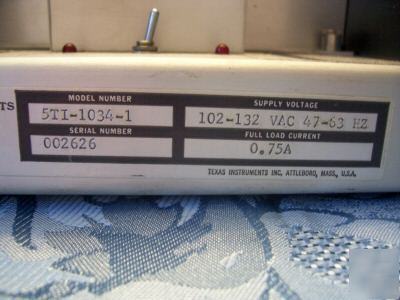 TS
MODEL NUMBER
5TI-1034-1
SERIAL NUMBER
002626
SUPPLY VOLTAGE
102-132 VAC 47-63 HZ
FULL LOAD CURRENT
0.75A
TEXAS INSTRUMENTS INC, ATTLEBORO, MASS., U.S.A.